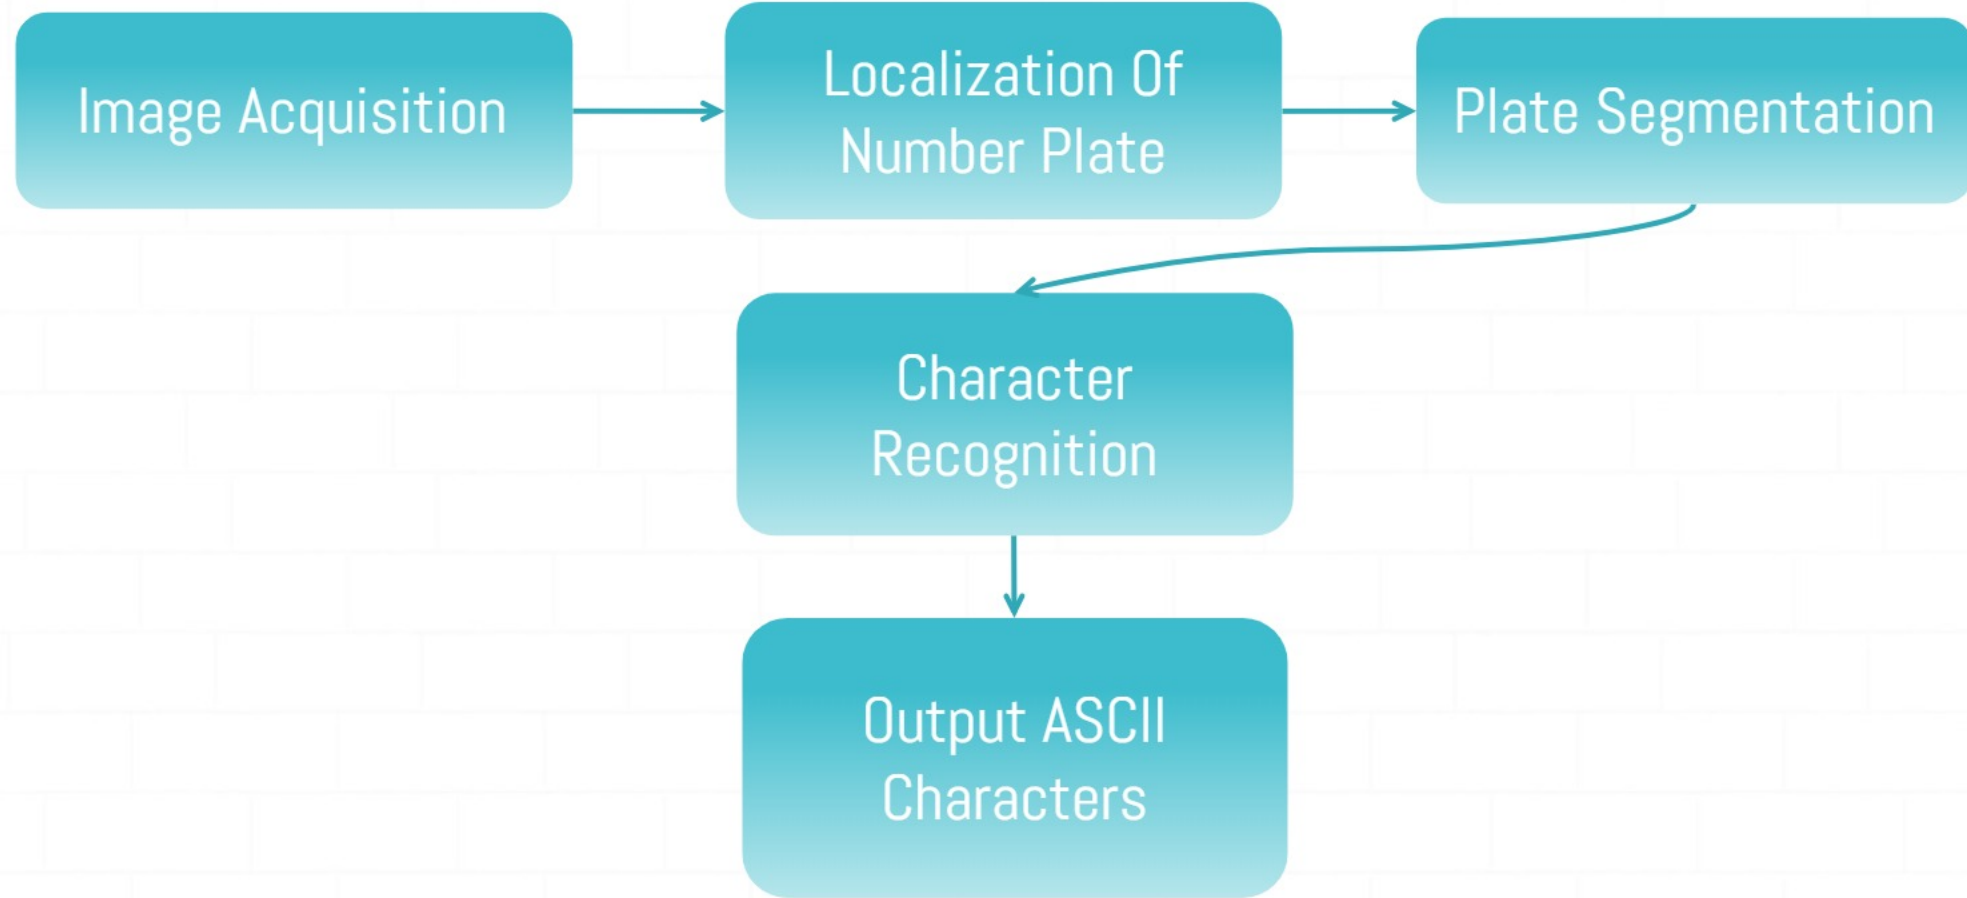 Image Acquisition
Localization Of
Number Plate
Plate Segmentation
Character
Recognition
Output ASCII
Characters